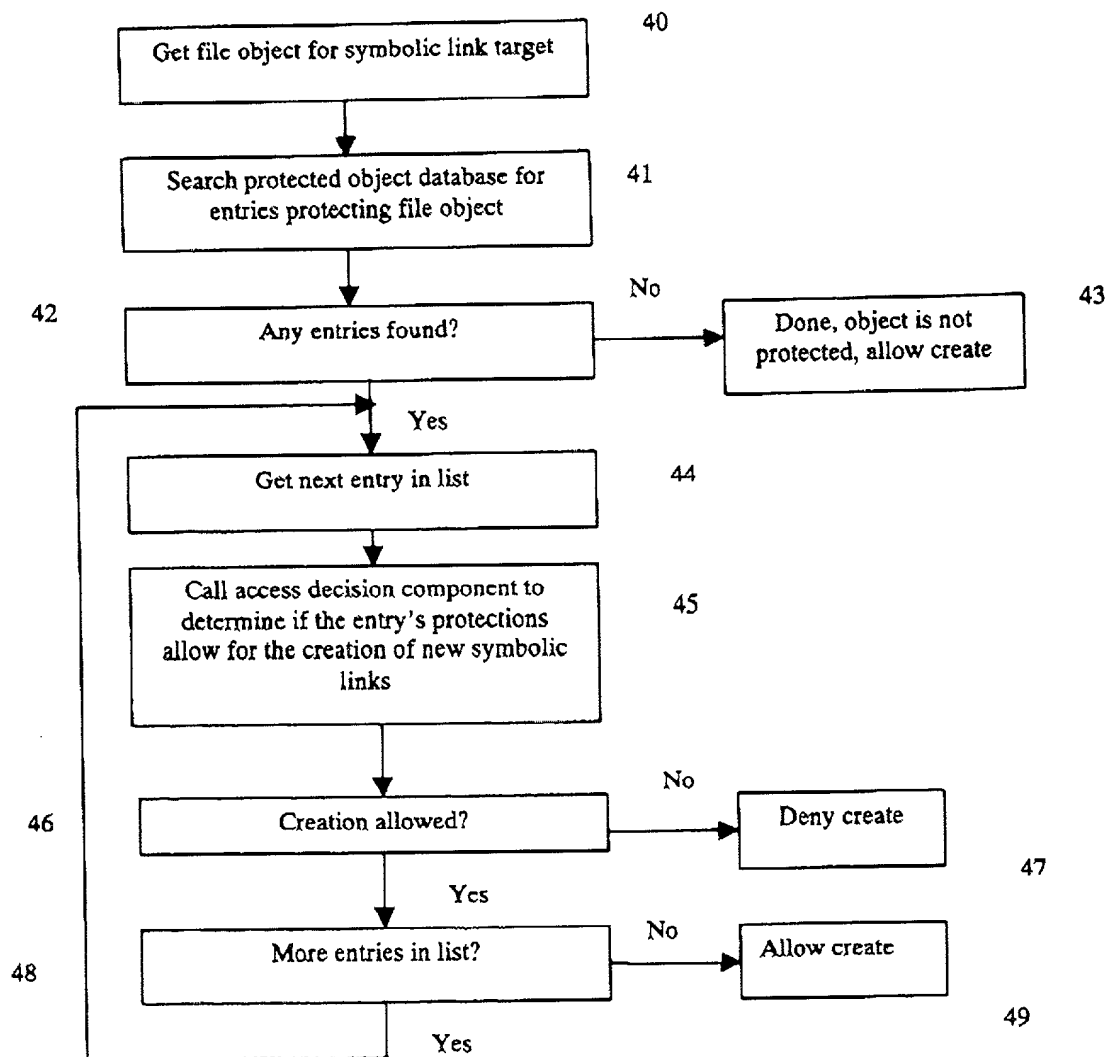 40
Get file object for symbolic link target
41
Search protected object database for
entries protecting file object
42
Any entries found?
No
43
Done, object is not
protected, allow create
Yes
Get next entry in list
44
Call access decision component to
determine if the entry's protections
allow for the creation of new symbolic
links
45
46
Creation allowed?
No
Deny create
47
Yes
48
More entries in list?
No
Allow create
49
Yes